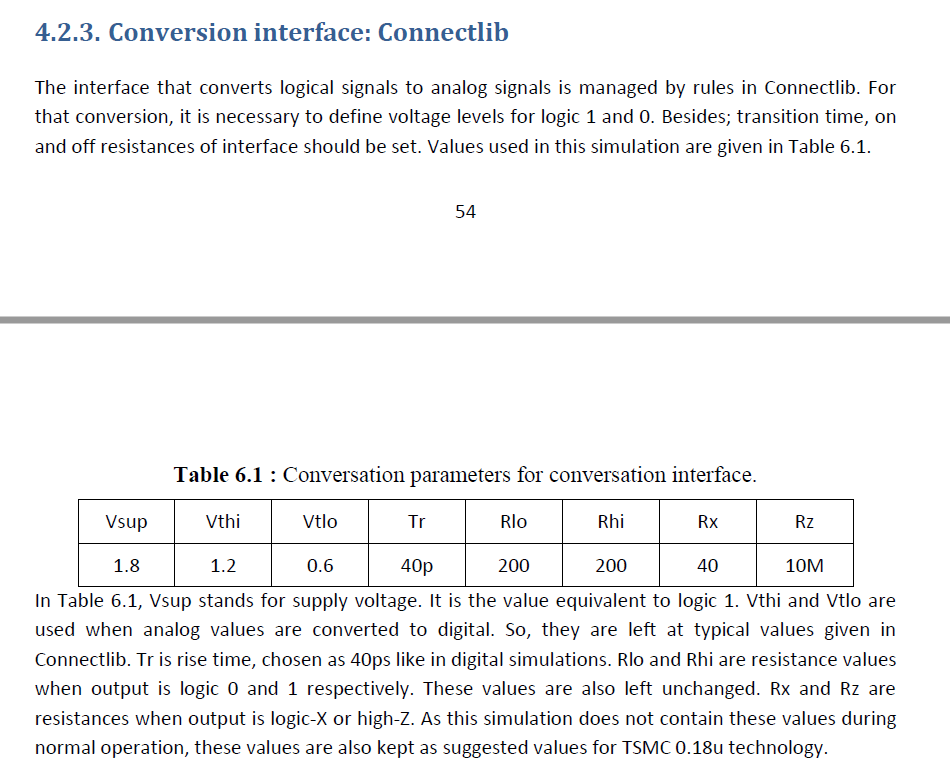 4.2.3. Conversion interface: Connectlib
The interface that converts logical signals to analog signals is managed by rules in Connectlib. For
that conversion, it is necessary to define voltage levels for logic 1 and 0. Besides; transition time, on
and off resistances of interface should be set. Values used in this simulation are given in Table 6.1.
54
Table 6.1 : Conversation parameters for conversation interface.
Vsup Vthi Vtlo Tr Rlo Rhi Rx Rz
1.8 1.2 0.6 40p 200 200 40 10M
In Table 6.1, Vsup stands for supply voltage. It is the value equivalent to logic 1. Vthi and Vtlo are
used when analog values are converted to digital. So, they are left at typical values given in
Connectlib. Tr is rise time, chosen as 40ps like in digital simulations. Rlo and Rhi are resistance values
when output is logic 0 and 1 respectively. These values are also left unchanged. Rx and Rz are
resistances when output is logic-X or high-Z. As this simulation does not contain these values during
normal operation, these values are also kept as suggested values for TSMC 0.18u technology.